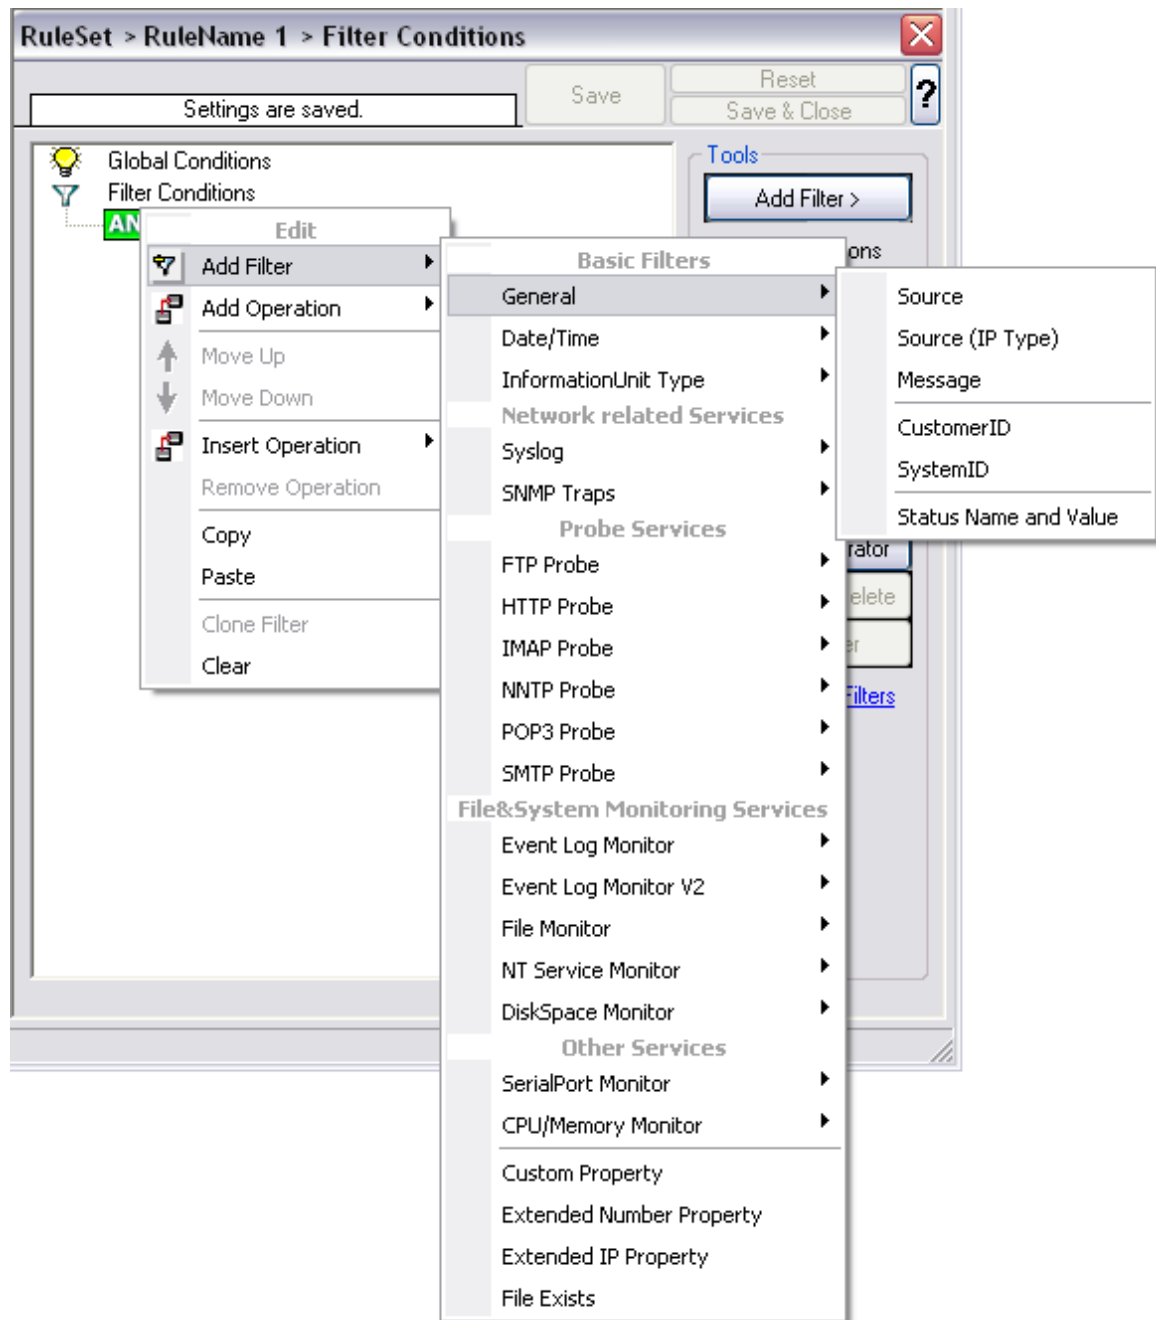 RuleSet > RuleName 1 > Filter Conditions
Settings are saved.
Save
Reset
Save & Close
?
Global Conditions
Filter Conditions
AN
Tools
Add Filter >
ons
rator
elete
er
Filters
Edit
Add Filter
Add Operation
Move Up
Move Down
Insert Operation
Remove Operation
Copy
Paste
Clone Filter
Clear
Basic Filters
General
Date/Time
InformationUnit Type
Network related Services
Syslog
SNMP Traps
Probe Services
FTP Probe
HTTP Probe
IMAP Probe
NNTP Probe
POP3 Probe
SMTP Probe
File&System Monitoring Services
Event Log Monitor
Event Log Monitor V2
File Monitor
NT Service Monitor
DiskSpace Monitor
Other Services
SerialPort Monitor
CPU/Memory Monitor
Custom Property
Extended Number Property
Extended IP Property
File Exists
Source
Source (IP Type)
Message
CustomerID
SystemID
Status Name and Value